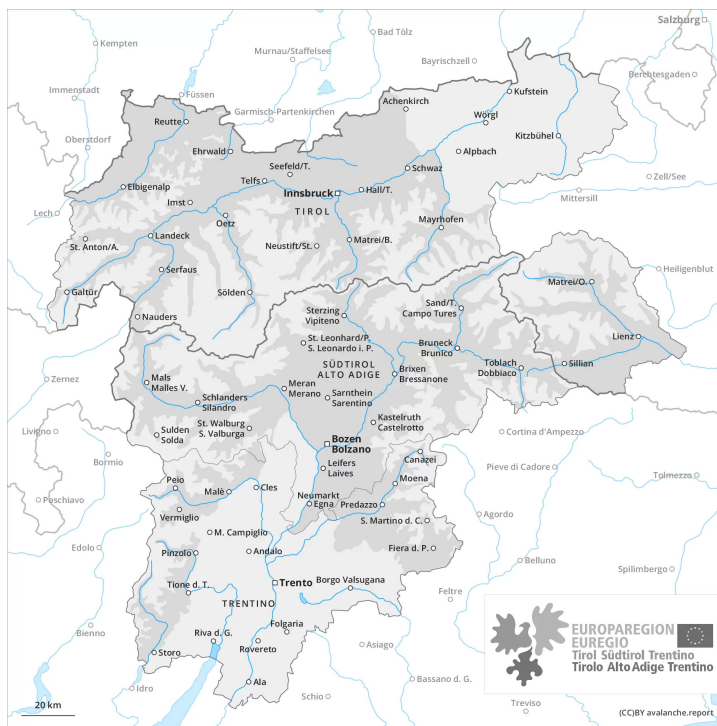 Salzburg
Kempten
Bad Tölz
Murnau/Staffelsee
Bayrischzell
Berchtesgaden
Immenstadt
Füssen
Achenkirch
Kufstein
Garmisch-Partenkirchen
Reutte
Wörgl
Oberstdorf
Kitzbühel
Ehrwald
Alpbach
Seefeld/T.
Schwaz
Telfs
Zell/See
Elbigenalp
Innsbruck
Hall/T.
Mittersill
Imst
TIROL
Lech
Oetz
Mayrhofen
Landeck
Matrei/B.
St. Anton/A.
Neustift/St.
Serfaus
Heiligenblut
Matrei/O.
Galtür
Sölden
Sand/T.
Campo Tures
Nauders
Sterzing
Vipiteno
Lienz
St. Leonhard/P.
S. Leonardo i. P.
Bruneck
Brunico
Toblach
Dobbiaco
Sillian
SÜDTIROL
ALTO ADIGE
Brixen
Bressanone
Zernez
Mals
Malles V.
Meran
Merano
Sarnthein
Sarentino
Schlanders
Silandro
Kastelruth
Castelrotto
St. Walburg
S. Valburga
Livigno
Sulden
Solda
Bozen
Bolzano
Cortina d'Ampezzo
Canazei
Bormio
Leifers
Laives
Pieve di Cadore
Tolmezzo
Peio
Moena
Malè
Cles
Neumarkt
Egna
Predazzo
Poschiavo
Vermiglio
S. Martino d. C.
Agordo
M. Campiglio
Edolo
Pinzolo
Andalo
Fiera d. P.
Belluno
Spilimbergo
Tione d. T.
Trento
Borgo Valsugana
Feltre
TRENTINO
Bienno
Folgaria
Riva d. G.
Rovereto
Asiago
Storo
Bassano d. G.
Idro
Ala
Schio
Treviso
EUROPAREGION
EUREGIO
Tirol Südtirol Trentino
Tirolo Alto Adige Trentino
20 km
(CC)BY avalanche.report